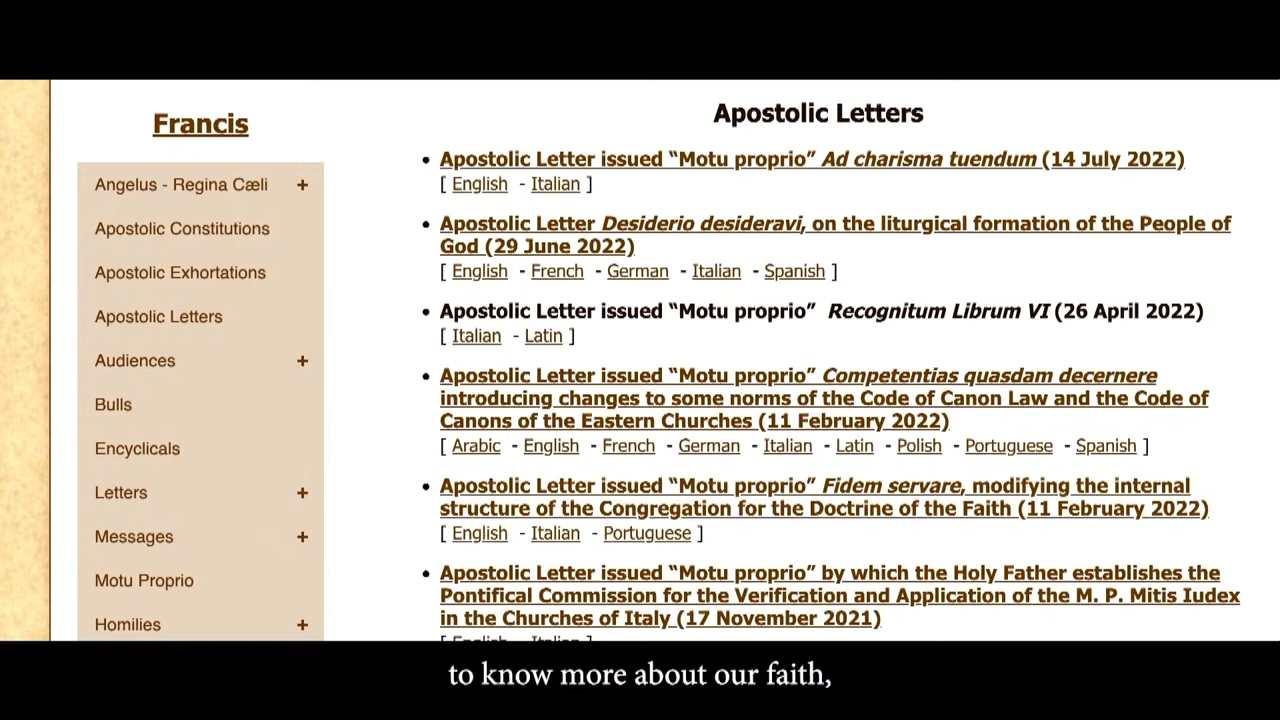 Francis
Angelus - Regina Cæli +
Apostolic Constitutions
Apostolic Exhortations
Apostolic Letters
Audiences +
Bulls
Encyclicals
Letters +
Messages +
Motu Proprio
Homilies +
Apostolic Letters
• Apostolic Letter issued “Motu proprio” Ad charisma tuendum (14 July 2022)
[ English - Italian ]
• Apostolic Letter Desiderio desideravi, on the liturgical formation of the People of
God (29 June 2022)
[ English - French - German - Italian - Spanish ]
• Apostolic Letter issued “Motu proprio” Recognitum Librum VI (26 April 2022)
[ Italian - Latin ]
• Apostolic Letter issued “Motu proprio” Competentias quasdam decernere
introducing changes to some norms of the Code of Canon Law and the Code of
Canons of the Eastern Churches (11 February 2022)
[ Arabic - English - French - German - Italian - Latin - Polish - Portuguese - Spanish ]
• Apostolic Letter issued “Motu proprio” Fidem servare, modifying the internal
structure of the Congregation for the Doctrine of the Faith (11 February 2022)
[ English - Italian - Portuguese ]
• Apostolic Letter issued “Motu proprio” by which the Holy Father establishes the
Pontifical Commission for the Verification and Application of the M. P. Mitis Iudex
in the Churches of Italy (17 November 2021)
[ English - Italian ]
to know more about our faith,